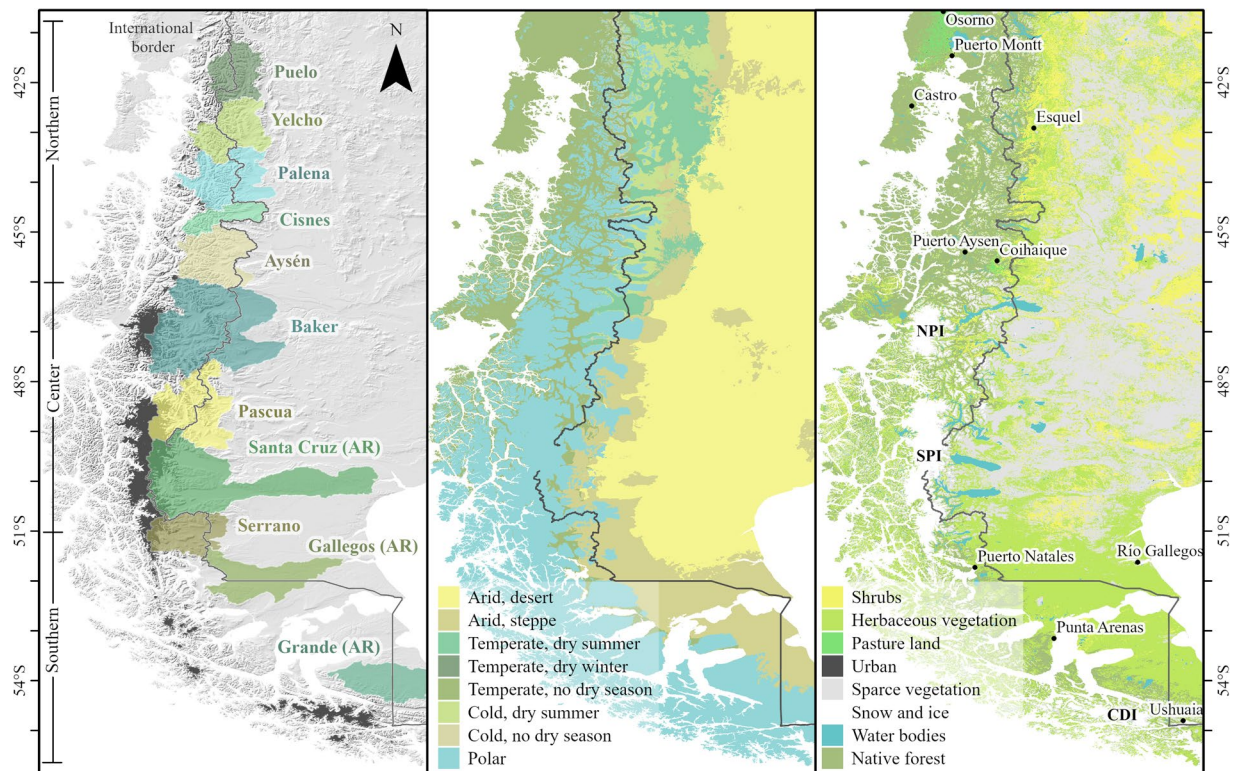 International
border
N
Puelo
Yelcho
Palena
Cisnes
Aysén
Baker
Pascua
Santa Cruz (AR)
Serrano
Gallegos (AR)
Grande (AR)
Northern
Center
Southern
42°S
45°S
48°S
51°S
54°S
Arid, desert
Arid, steppe
Temperate, dry summer
Temperate, dry winter
Temperate, no dry season
Cold, dry summer
Cold, no dry season
Polar
Osorno
Puerto Montt
Castro
Esquel
Puerto Aysen
Coihaique
NPI
SPI
Puerto Natales
Río Gallegos
Punta Arenas
CDI
Ushuaia
Shrubs
Herbaceous vegetation
Pasture land
Urban
Sparce vegetation
Snow and ice
Water bodies
Native forest
42°S
45°S
48°S
51°S
54°S